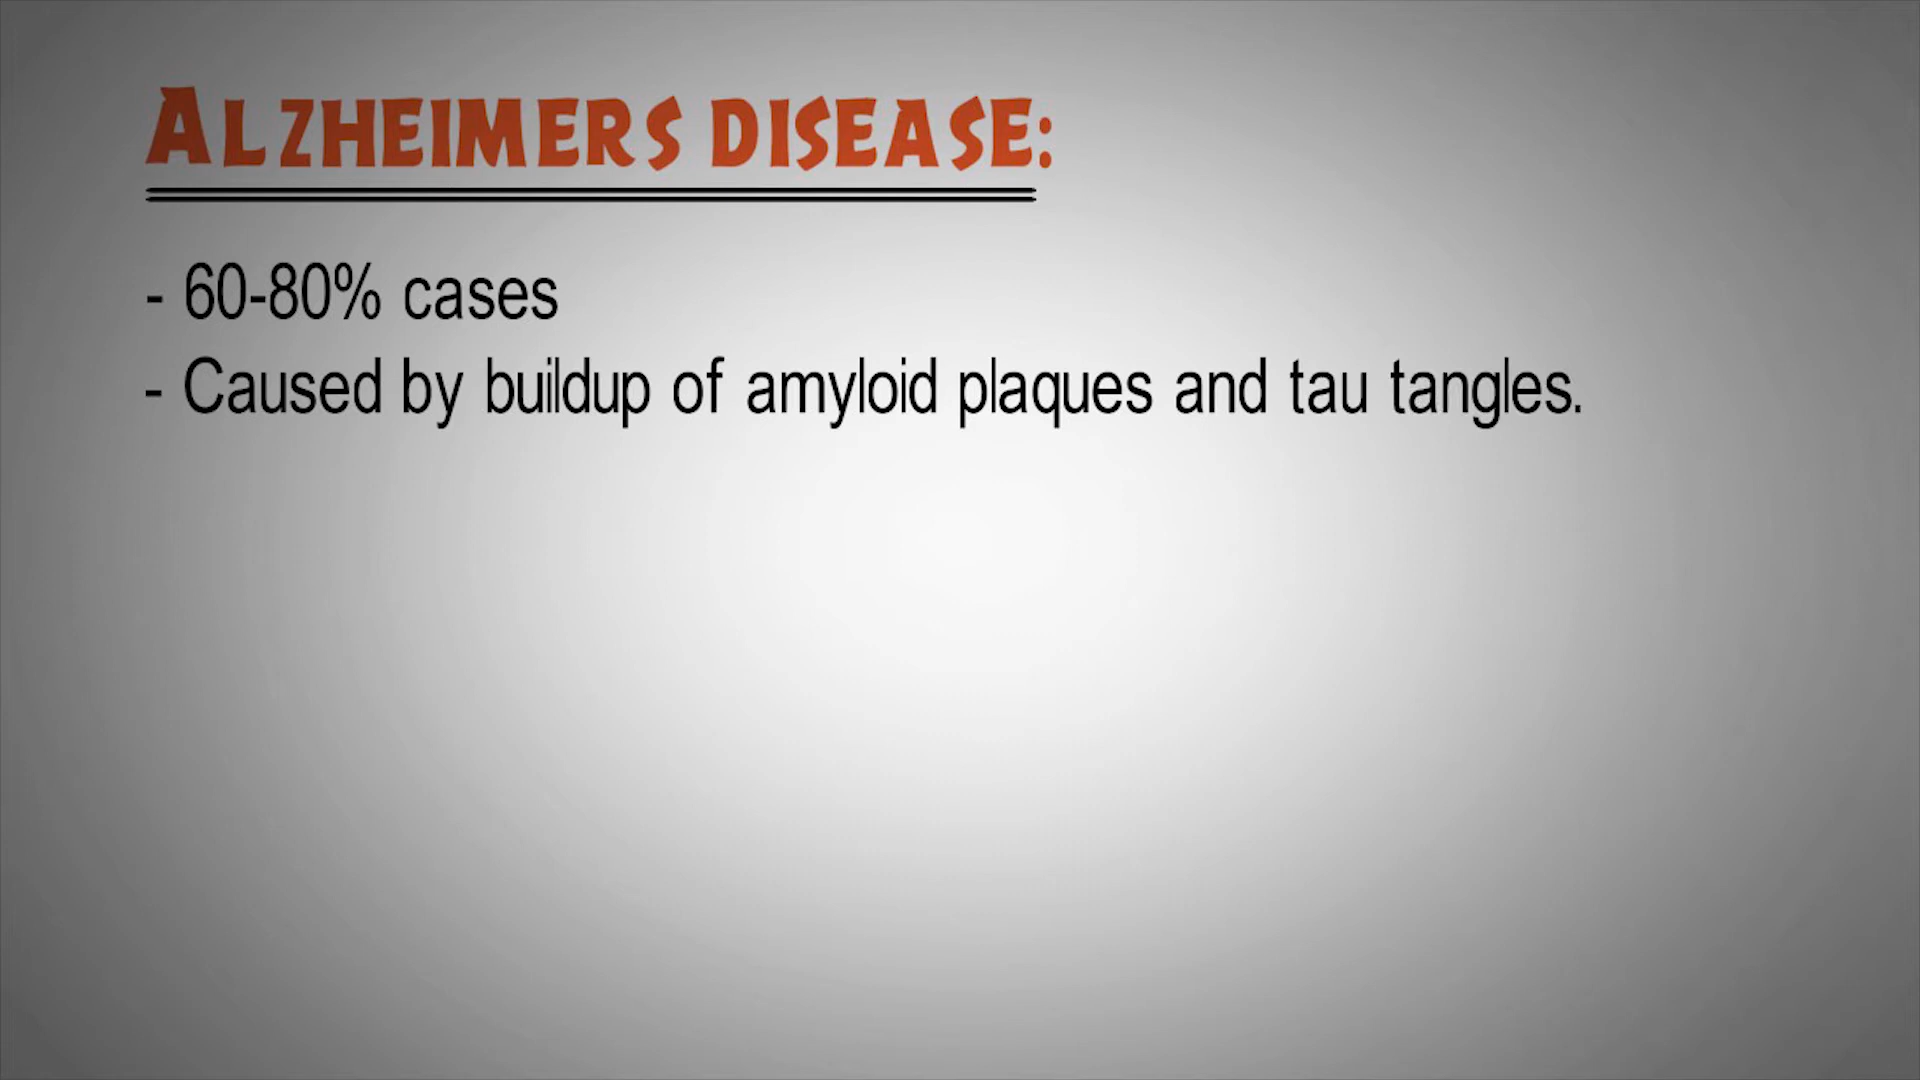 ALZHEIMERS DISEASE:
- 60-80% cases
- Caused by buildup of amyloid plaques and tau tangles.